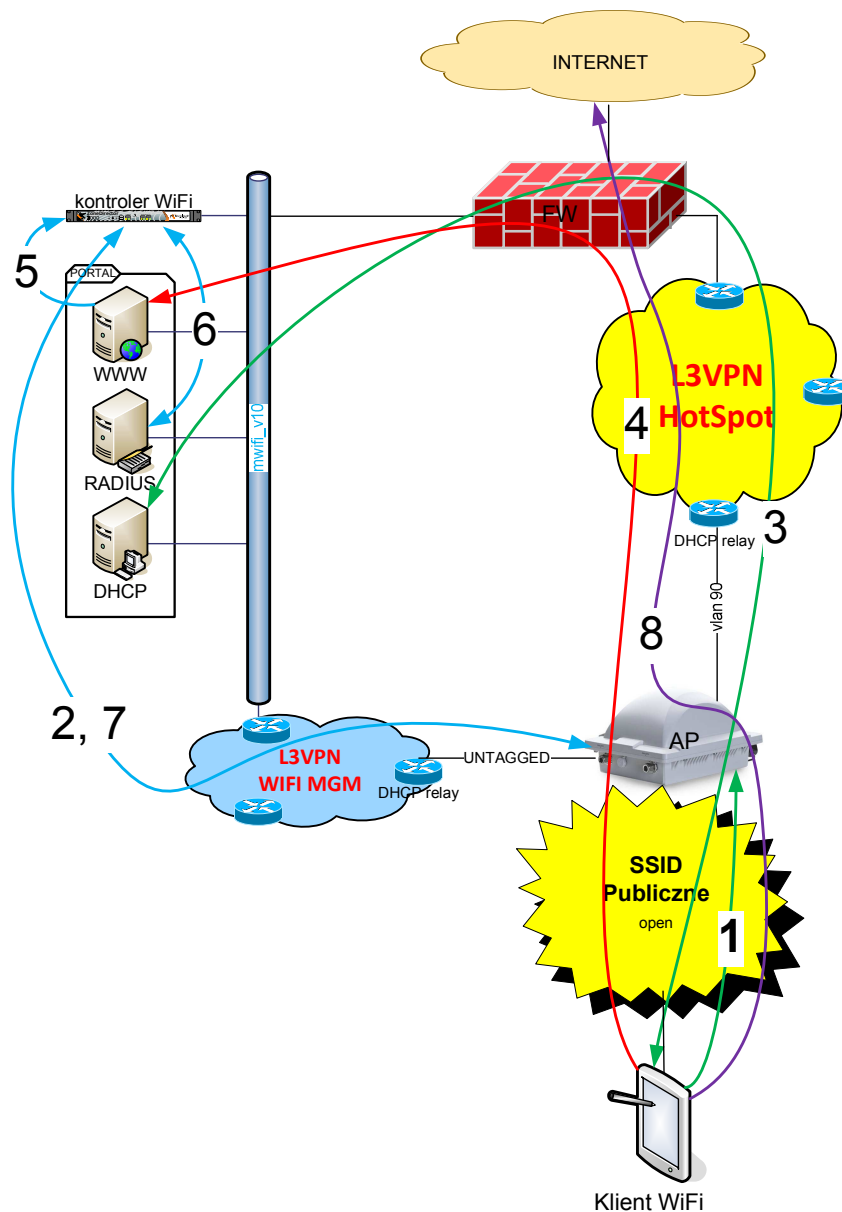 INTERNET
kontroler WiFi
FW
5
PORTAL
6
WWW
L3VPN
HotSpot
4
mwifi_v10
RADIUS
3
DHCP relay
DHCP
vlan 90
8
2, 7
AP
L3VPN
WIFI MGM
UNTAGGED
DHCP relay
SSID
Publiczne
open
1
Klient WiFi